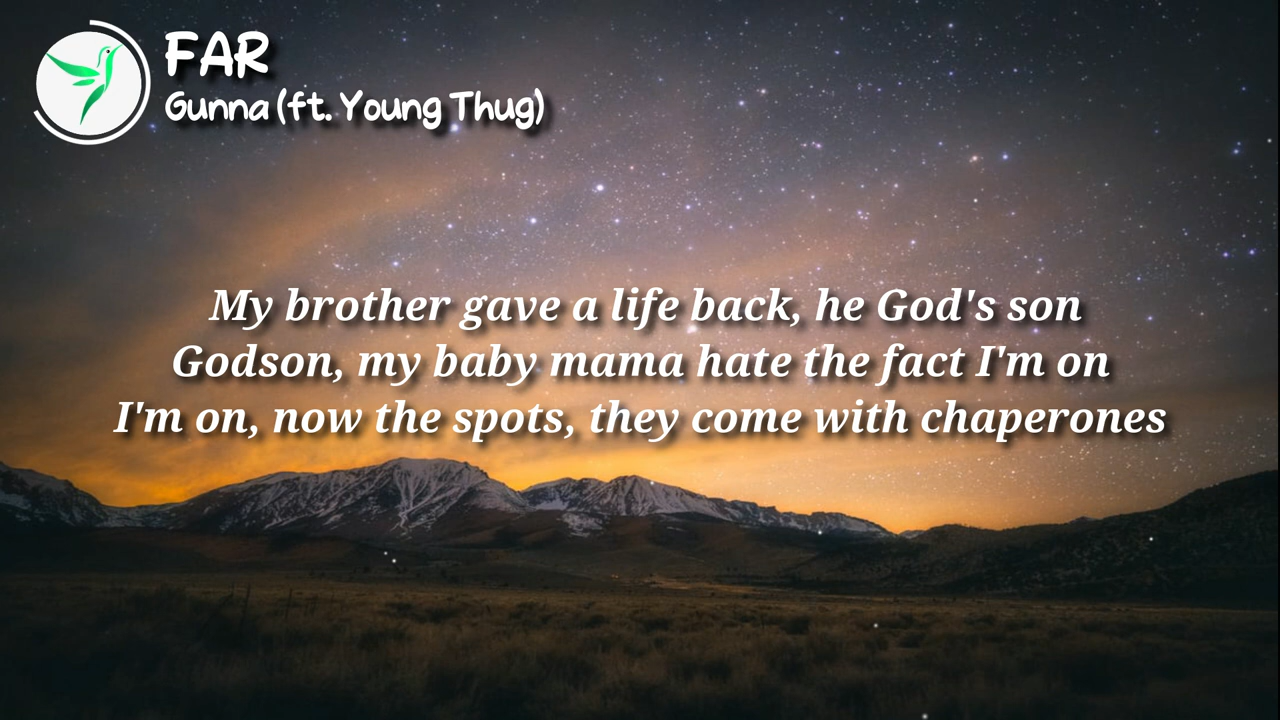 FAR
Gunna (ft. Young Thug)
My brother gave a life back, he God's son
Godson, my baby mama hate the fact I'm on
I'm on, now the spots, they come with chaperones